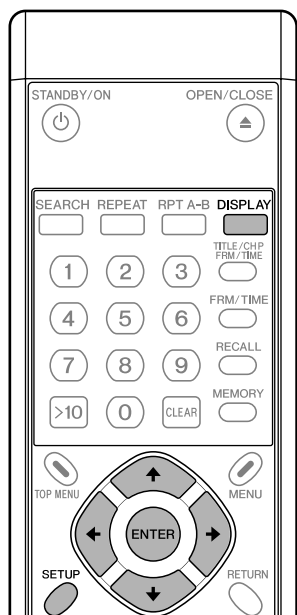 STANDBY/ON OPEN/CLOSE
SEARCH REPEAT RPT A-B DISPLAY
TITLE/CHP
FRM/TIME
1 2 3
FRM/TIME
4 5 6
RECALL
7 8 9
MEMORY
>10 0 CLEAR
TOP MENU MENU
ENTER
SETUP RETURN